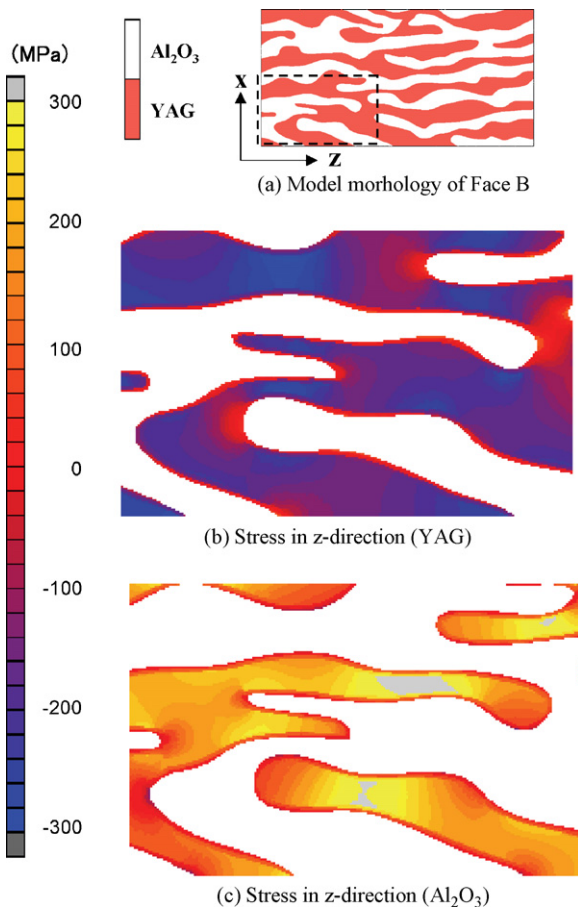 (MPa)
300
200
100
0
-100
-200
-300
Al₂O₃
YAG
X
Z
(a) Model morhology of Face B
(b) Stress in z-direction (YAG)
(c) Stress in z-direction (Al₂O₃)